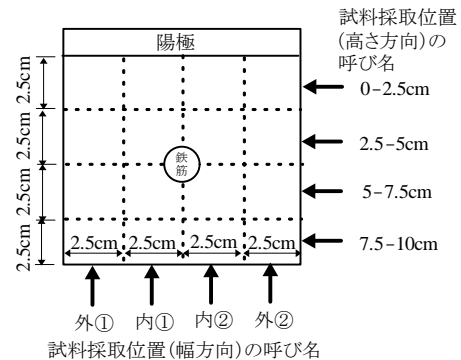 試料採取位置
(高さ方向)の
呼び名
陽極
2.5cm
0-2.5cm
2.5cm
2.5-5cm
鉄
筋
2.5cm
5-7.5cm
2.5cm
2.5cm 2.5cm 2.5cm 2.5cm
7.5-10cm
外① 内① 内② 外②
試料採取位置(幅方向)の呼び名